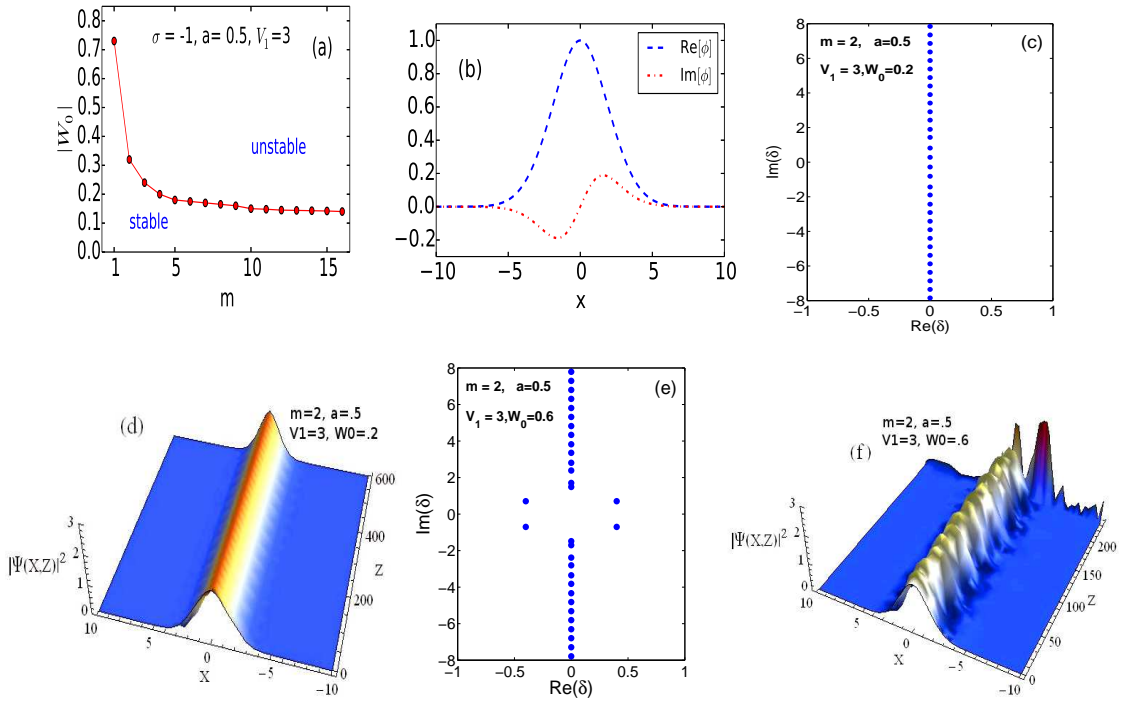 σ = -1, a= 0.5, V₁=3
(a)
0.8
0.7
0.6
0.5
0.4
0.3
0.2
0.1
0.0
|W₀|
unstable
stable
1 5 10 15
m
(b)
Re[ϕ]
Im[ϕ]
1.0
0.8
0.6
0.4
0.2
0.0
−0.2
−10 −5 0 5 10
x
m = 2, a=0.5
(c)
V₁ = 3,W₀=0.2
8
6
4
2
0
−2
−4
−6
−8
Im(δ)
−1 −0.5 0 0.5 1
Re(δ)
(d)
m=2, a=.5
V1=3, W0=.2
|Ψ(X,Z)|²
3
2
1
0
10
5
0
−5
−10
X
600
400
200
0
Z
m = 2, a=0.5
(e)
V₁ = 3,W₀=0.6
8
6
4
2
0
−2
−4
−6
−8
Im(δ)
−1 −0.5 0 0.5 1
Re(δ)
m=2, a=.5
V1=3, W0=.6
(f)
|Ψ(X,Z)|²
3
2
1
0
10
5
0
−5
−10
X
200
150
100
50
0
Z